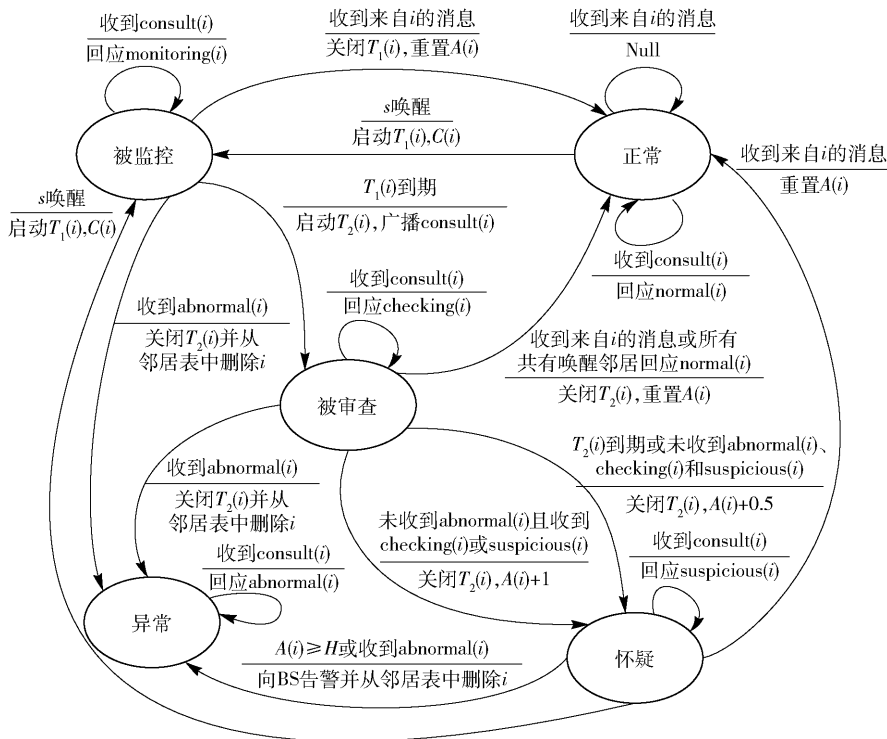 收到consult(i)
回应monitoring(i)
收到来自i的消息
关闭T₁(i),重置A(i)
收到来自i的消息
Null
被监控
s唤醒
启动T₁(i),C(i)
正常
收到来自i的消息
重置A(i)
s唤醒
启动T₁(i),C(i)
T₁(i)到期
启动T₂(i),广播consult(i)
收到consult(i)
回应normal(i)
收到abnormal(i)
关闭T₂(i)并从
邻居表中删除i
收到consult(i)
回应checking(i)
收到来自i的消息或所有
共有唤醒邻居回应normal(i)
关闭T₂(i),重置A(i)
被审查
收到abnormal(i)
关闭T₂(i)并从
邻居表中删除i
T₂(i)到期或未收到abnormal(i)、
checking(i)和suspicious(i)
关闭T₂(i),A(i)+0.5
未收到abnormal(i)且收到
checking(i)或suspicious(i)
关闭T₂(i),A(i)+1
收到consult(i)
回应abnormal(i)
收到consult(i)
回应suspicious(i)
异常
A(i)≥H或收到abnormal(i)
向BS告警并从邻居表中删除i
怀疑